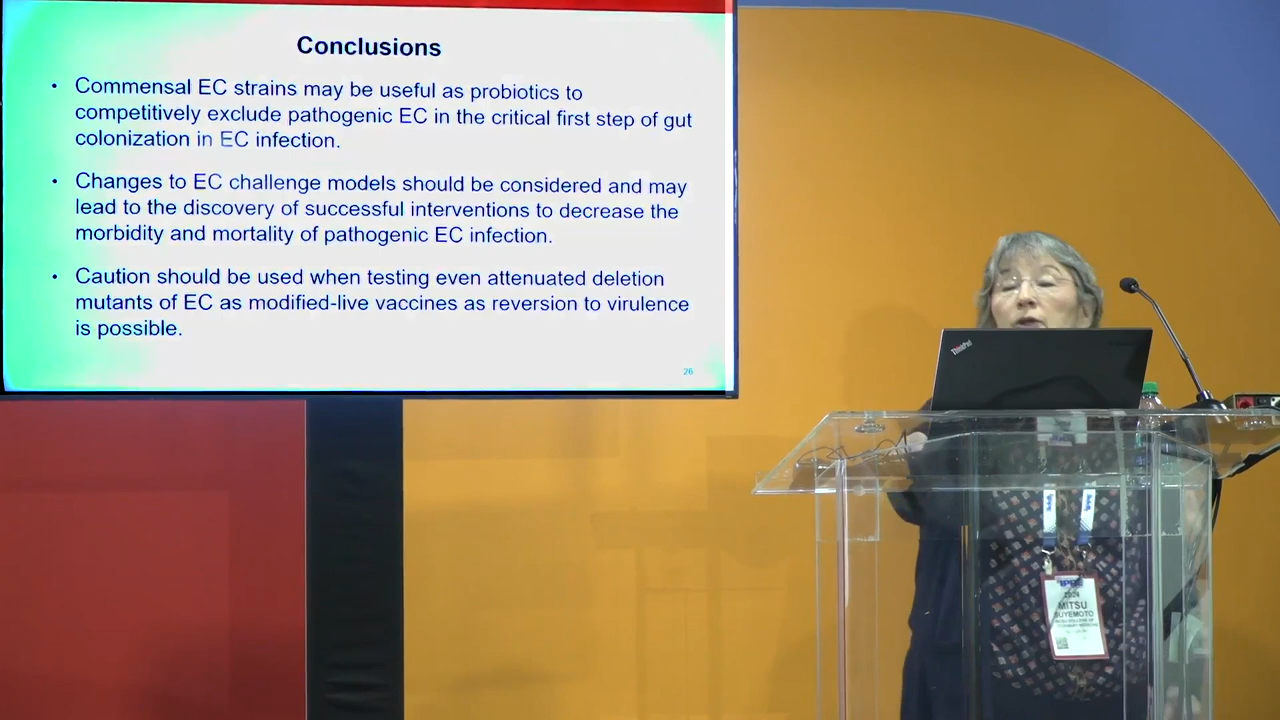 Conclusions
• Commensal EC strains may be useful as probiotics to
competitively exclude pathogenic EC in the critical first step of gut
colonization in EC infection.
• Changes to EC challenge models should be considered and may
lead to the discovery of successful interventions to decrease the
morbidity and mortality of pathogenic EC infection.
• Caution should be used when testing even attenuated deletion
mutants of EC as modified-live vaccines as reversion to virulence
is possible.
26
ThinkPad
2024
MITSU
SUYEMOTO